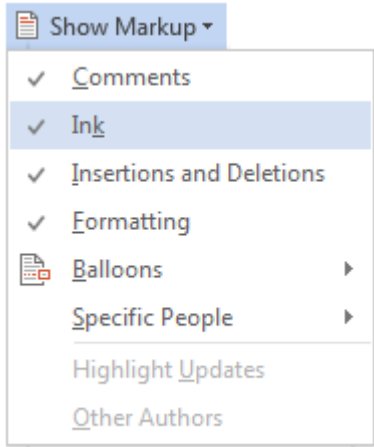 Show Markup
Comments
Ink
Insertions and Deletions
Formatting
Balloons
Specific People
Highlight Updates
Other Authors